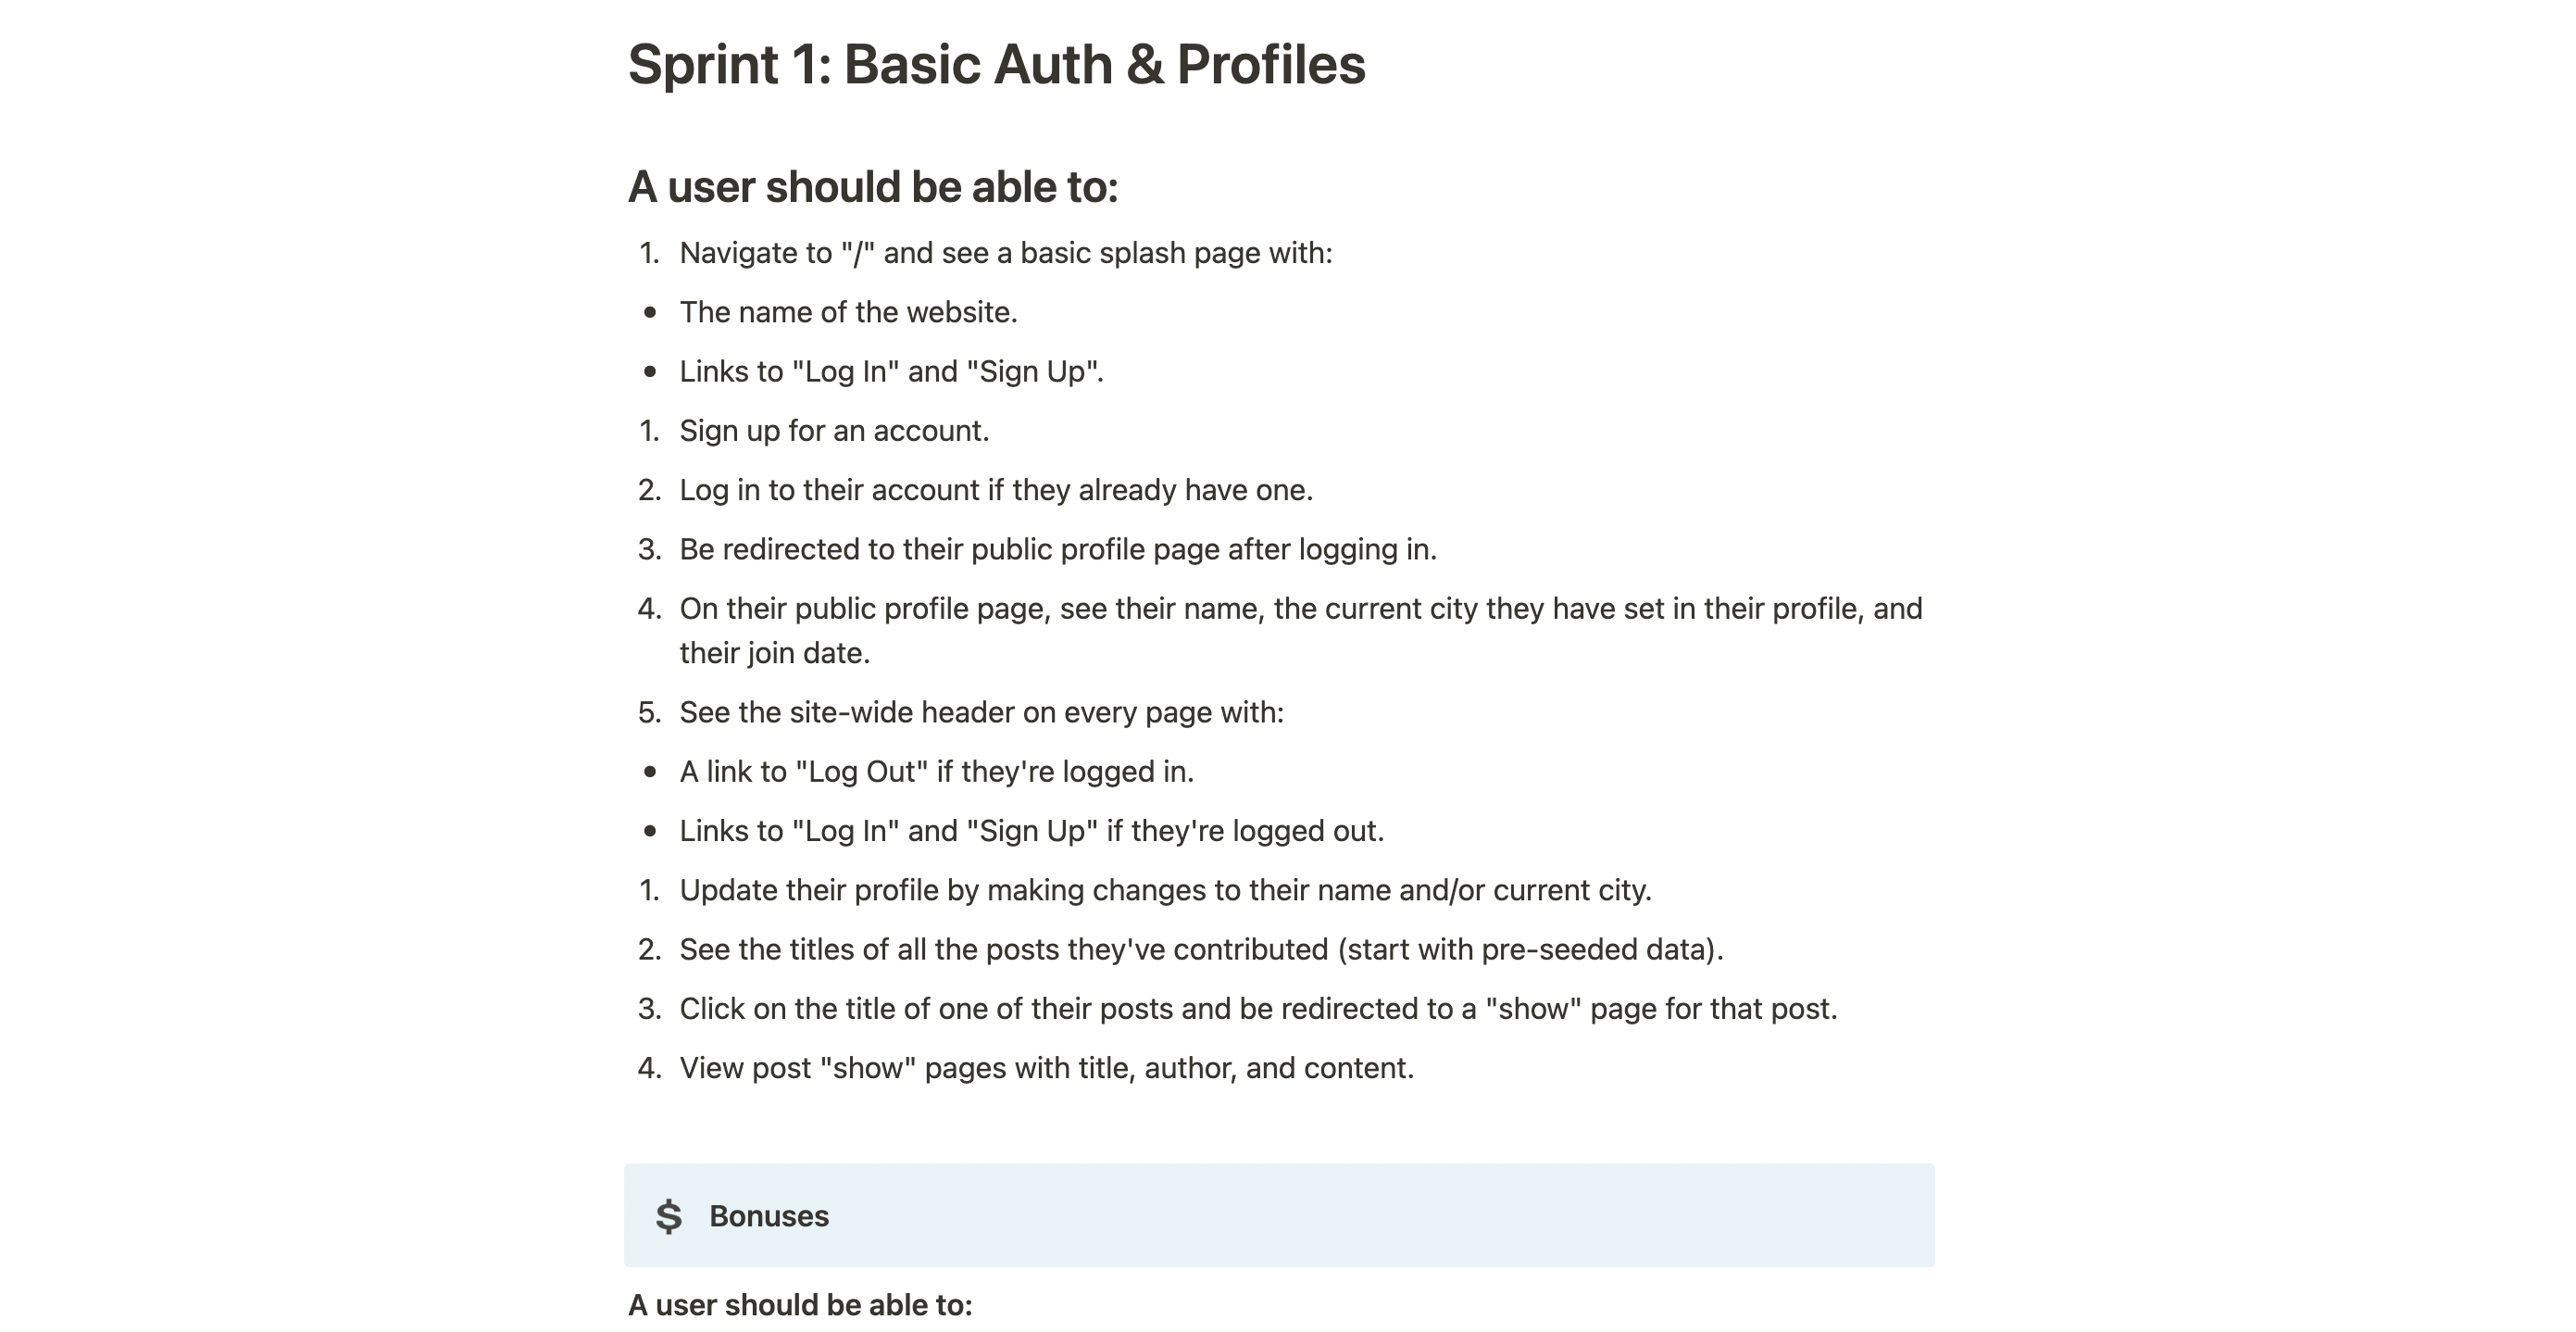 Sprint 1: Basic Auth & Profiles
A user should be able to:
1. Navigate to "/" and see a basic splash page with:
• The name of the website.
• Links to "Log In" and "Sign Up".
1. Sign up for an account.
2. Log in to their account if they already have one.
3. Be redirected to their public profile page after logging in.
4. On their public profile page, see their name, the current city they have set in their profile, and
their join date.
5. See the site-wide header on every page with:
• A link to "Log Out" if they're logged in.
• Links to "Log In" and "Sign Up" if they're logged out.
1. Update their profile by making changes to their name and/or current city.
2. See the titles of all the posts they've contributed (start with pre-seeded data).
3. Click on the title of one of their posts and be redirected to a "show" page for that post.
4. View post "show" pages with title, author, and content.
$ Bonuses
A user should be able to: